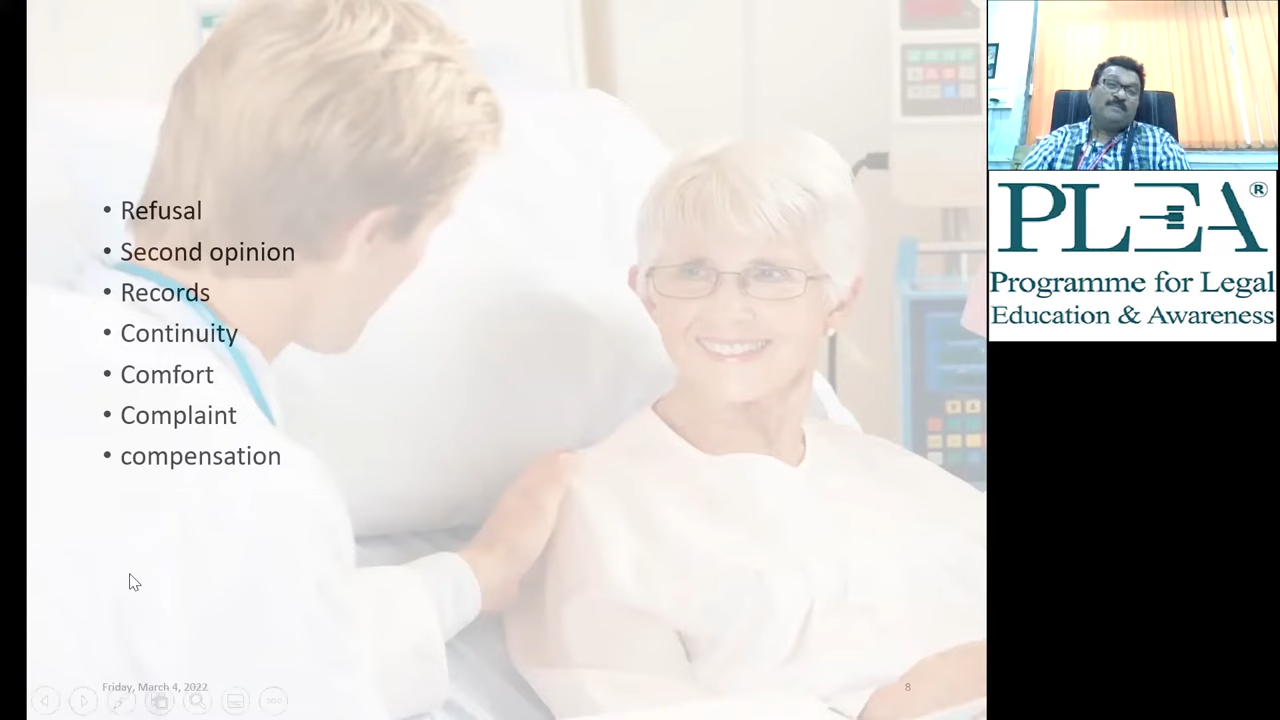 • Refusal
• Second opinion
• Records
• Continuity
• Comfort
• Complaint
• compensation
Friday, March 4, 2022
8
PLEA®
Programme for Legal
Education & Awareness